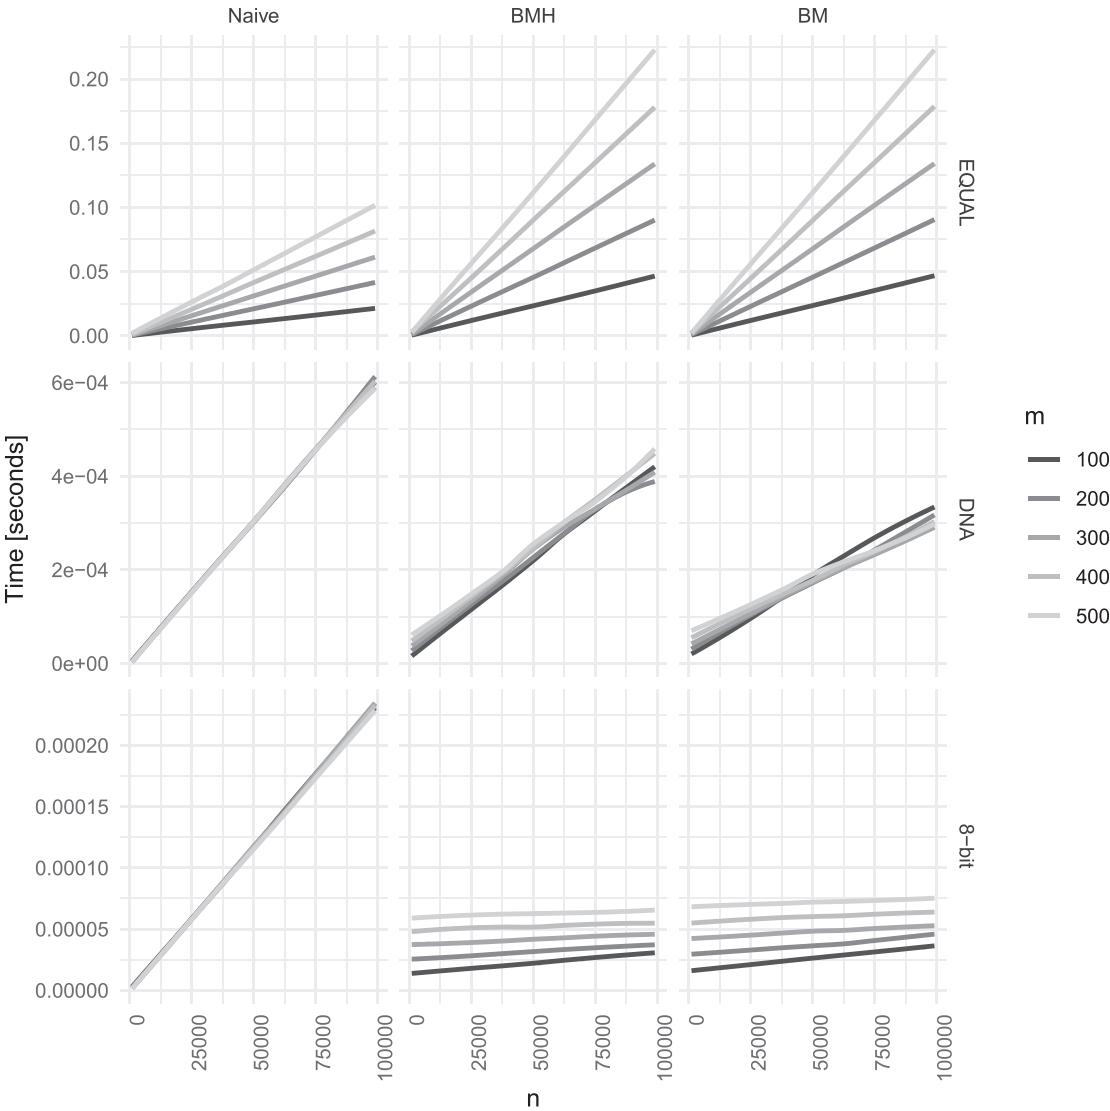 Naive BMH BM
0.20
0.15
0.10
0.05
0.00
EQUAL
6e−04
4e−04
2e−04
0e+00
DNA
0.00020
0.00015
0.00010
0.00005
0.00000
8−bit
Time [seconds]
0 25000 50000 75000 100000
0 25000 50000 75000 100000
0 25000 50000 75000 100000
n
m
100
200
300
400
500